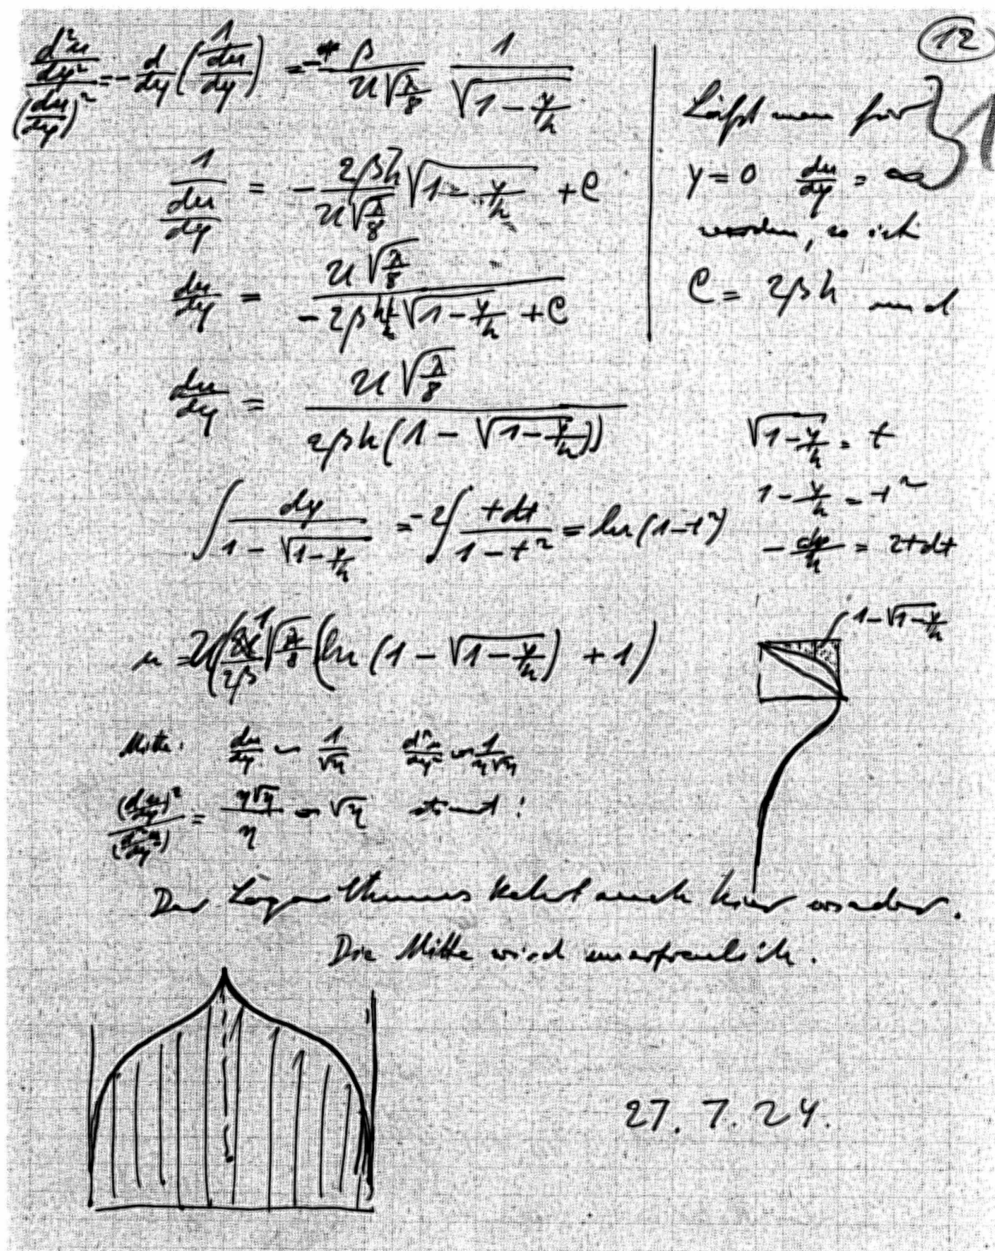 12
d²u/dy² / (du/dy)² = - d/dy (1 / du/dy) = - β / (U√(λ/8)) · 1 / √(1 - y/h)
Läßt man für
1 / (du/dy) = - 2βh / (U√(λ/8)) √(1 - y/h) + C
y = 0 du/dy = ∞
werden, so ist
du/dy = U√(λ/8) / (-2βh √(1 - y/h) + C)
C = 2βh und
du/dy = U√(λ/8) / (2βh(1 - √(1 - y/h)))
√(1 - y/h) = t
1 - y/h = t²
∫ dy / (1 - √(1 - y/h)) = -2∫ t dt / (1 - t²) = ln(1 - t²)
- dy/h = 2t dt
1 - √(1 - y/h)
u = U 1/2β √(λ/8) (ln (1 - √(1 - y/h)) + 1)
Mitte: du/dy ~ 1/√η d²u/dy² ~ 1/(η√η)
(du/dy)² / (d²u/dy²) = η√η / η ~ √η stimmt!
Der Logarithmus kehrt auch hier wieder.
Die Mitte wird unerfreulich.
27. 7. 24.